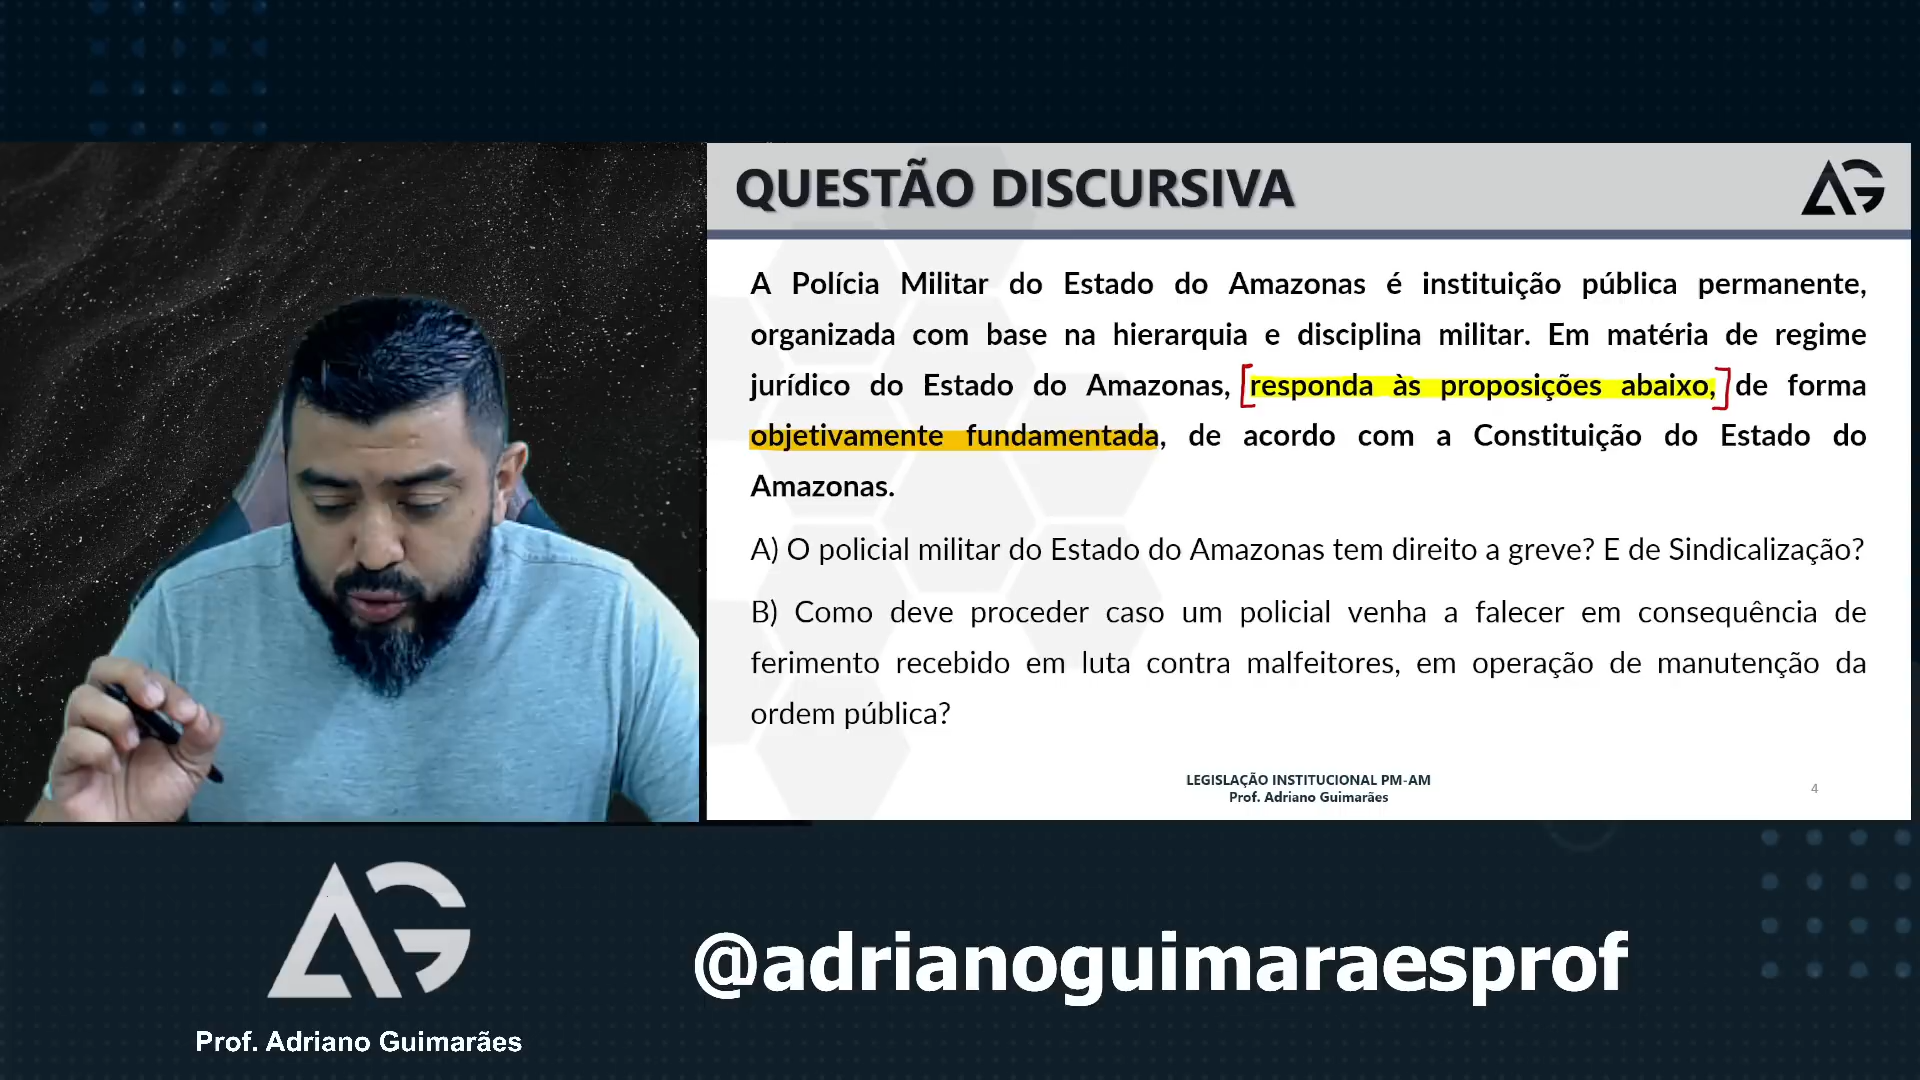 QUESTÃO DISCURSIVA
AG
A Polícia Militar do Estado do Amazonas é instituição pública permanente,
organizada com base na hierarquia e disciplina militar. Em matéria de regime
jurídico do Estado do Amazonas, [responda às proposições abaixo,] de forma
objetivamente fundamentada, de acordo com a Constituição do Estado do
Amazonas.
A) O policial militar do Estado do Amazonas tem direito a greve? E de Sindicalização?
B) Como deve proceder caso um policial venha a falecer em consequência de
ferimento recebido em luta contra malfeitores, em operação de manutenção da
ordem pública?
LEGISLAÇÃO INSTITUCIONAL PM-AM
Prof. Adriano Guimarães
4
AG
Prof. Adriano Guimarães
@adrianoguimaraesprof